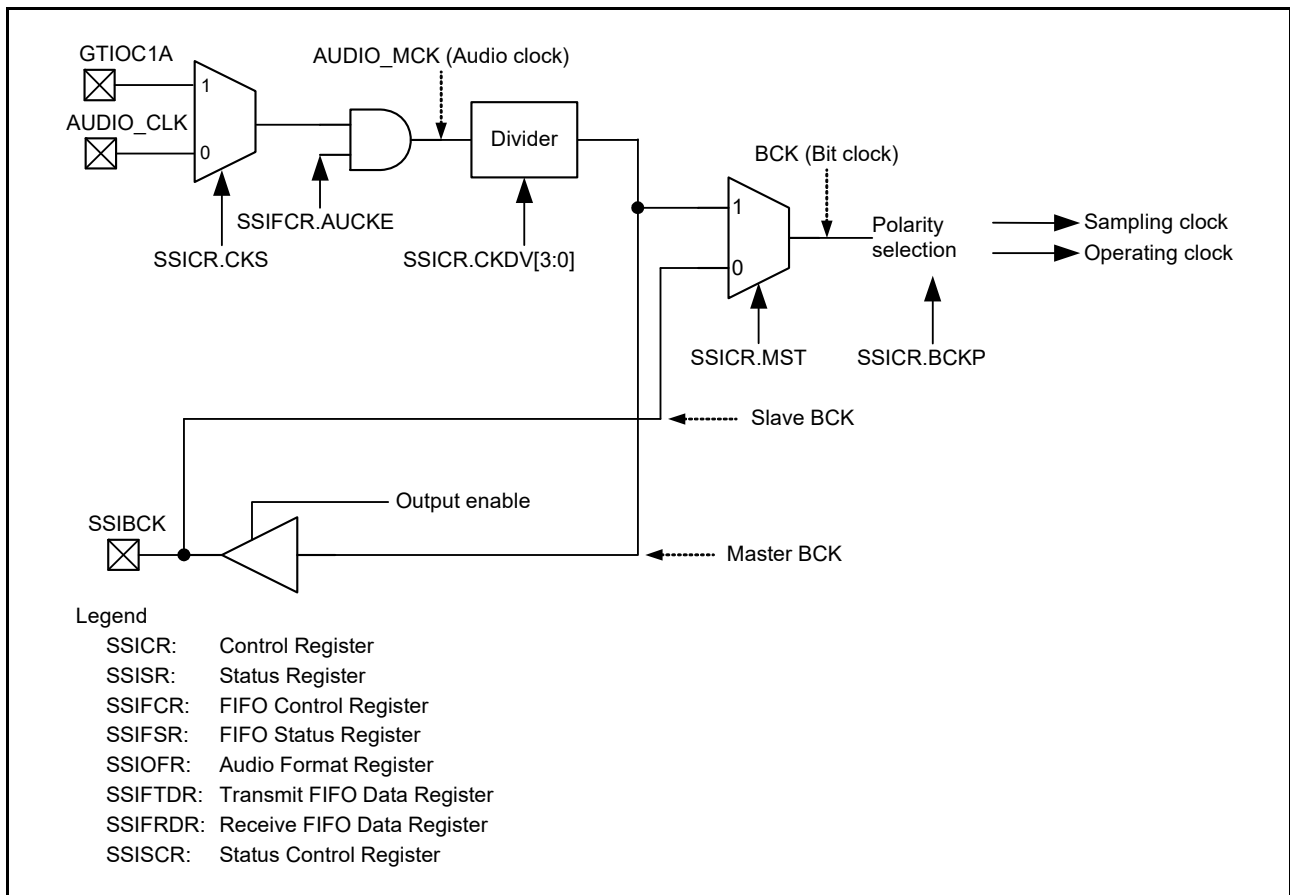 GTIOC1A
AUDIO_MCK (Audio clock)
1
AUDIO_CLK
0
Divider
BCK (Bit clock)
SSIFCR.AUCKE
SSICR.CKS
SSICR.CKDV[3:0]
1
0
Polarity
selection
Sampling clock
Operating clock
SSICR.MST
SSICR.BCKP
Slave BCK
Output enable
SSIBCK
Master BCK
Legend
SSICR: Control Register
SSISR: Status Register
SSIFCR: FIFO Control Register
SSIFSR: FIFO Status Register
SSIOFR: Audio Format Register
SSIFTDR: Transmit FIFO Data Register
SSIFRDR: Receive FIFO Data Register
SSISCR: Status Control Register